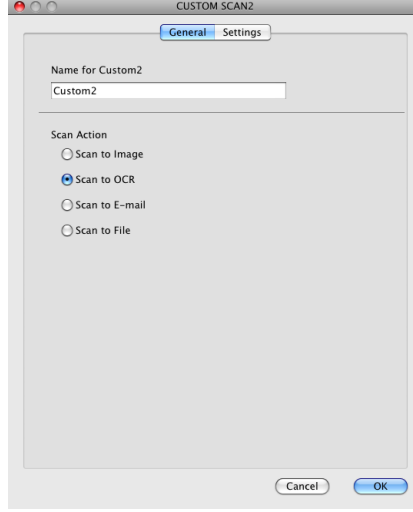 CUSTOM SCAN2
General Settings
Name for Custom2
Custom2
Scan Action
Scan to Image
Scan to OCR
Scan to E-mail
Scan to File
Cancel OK